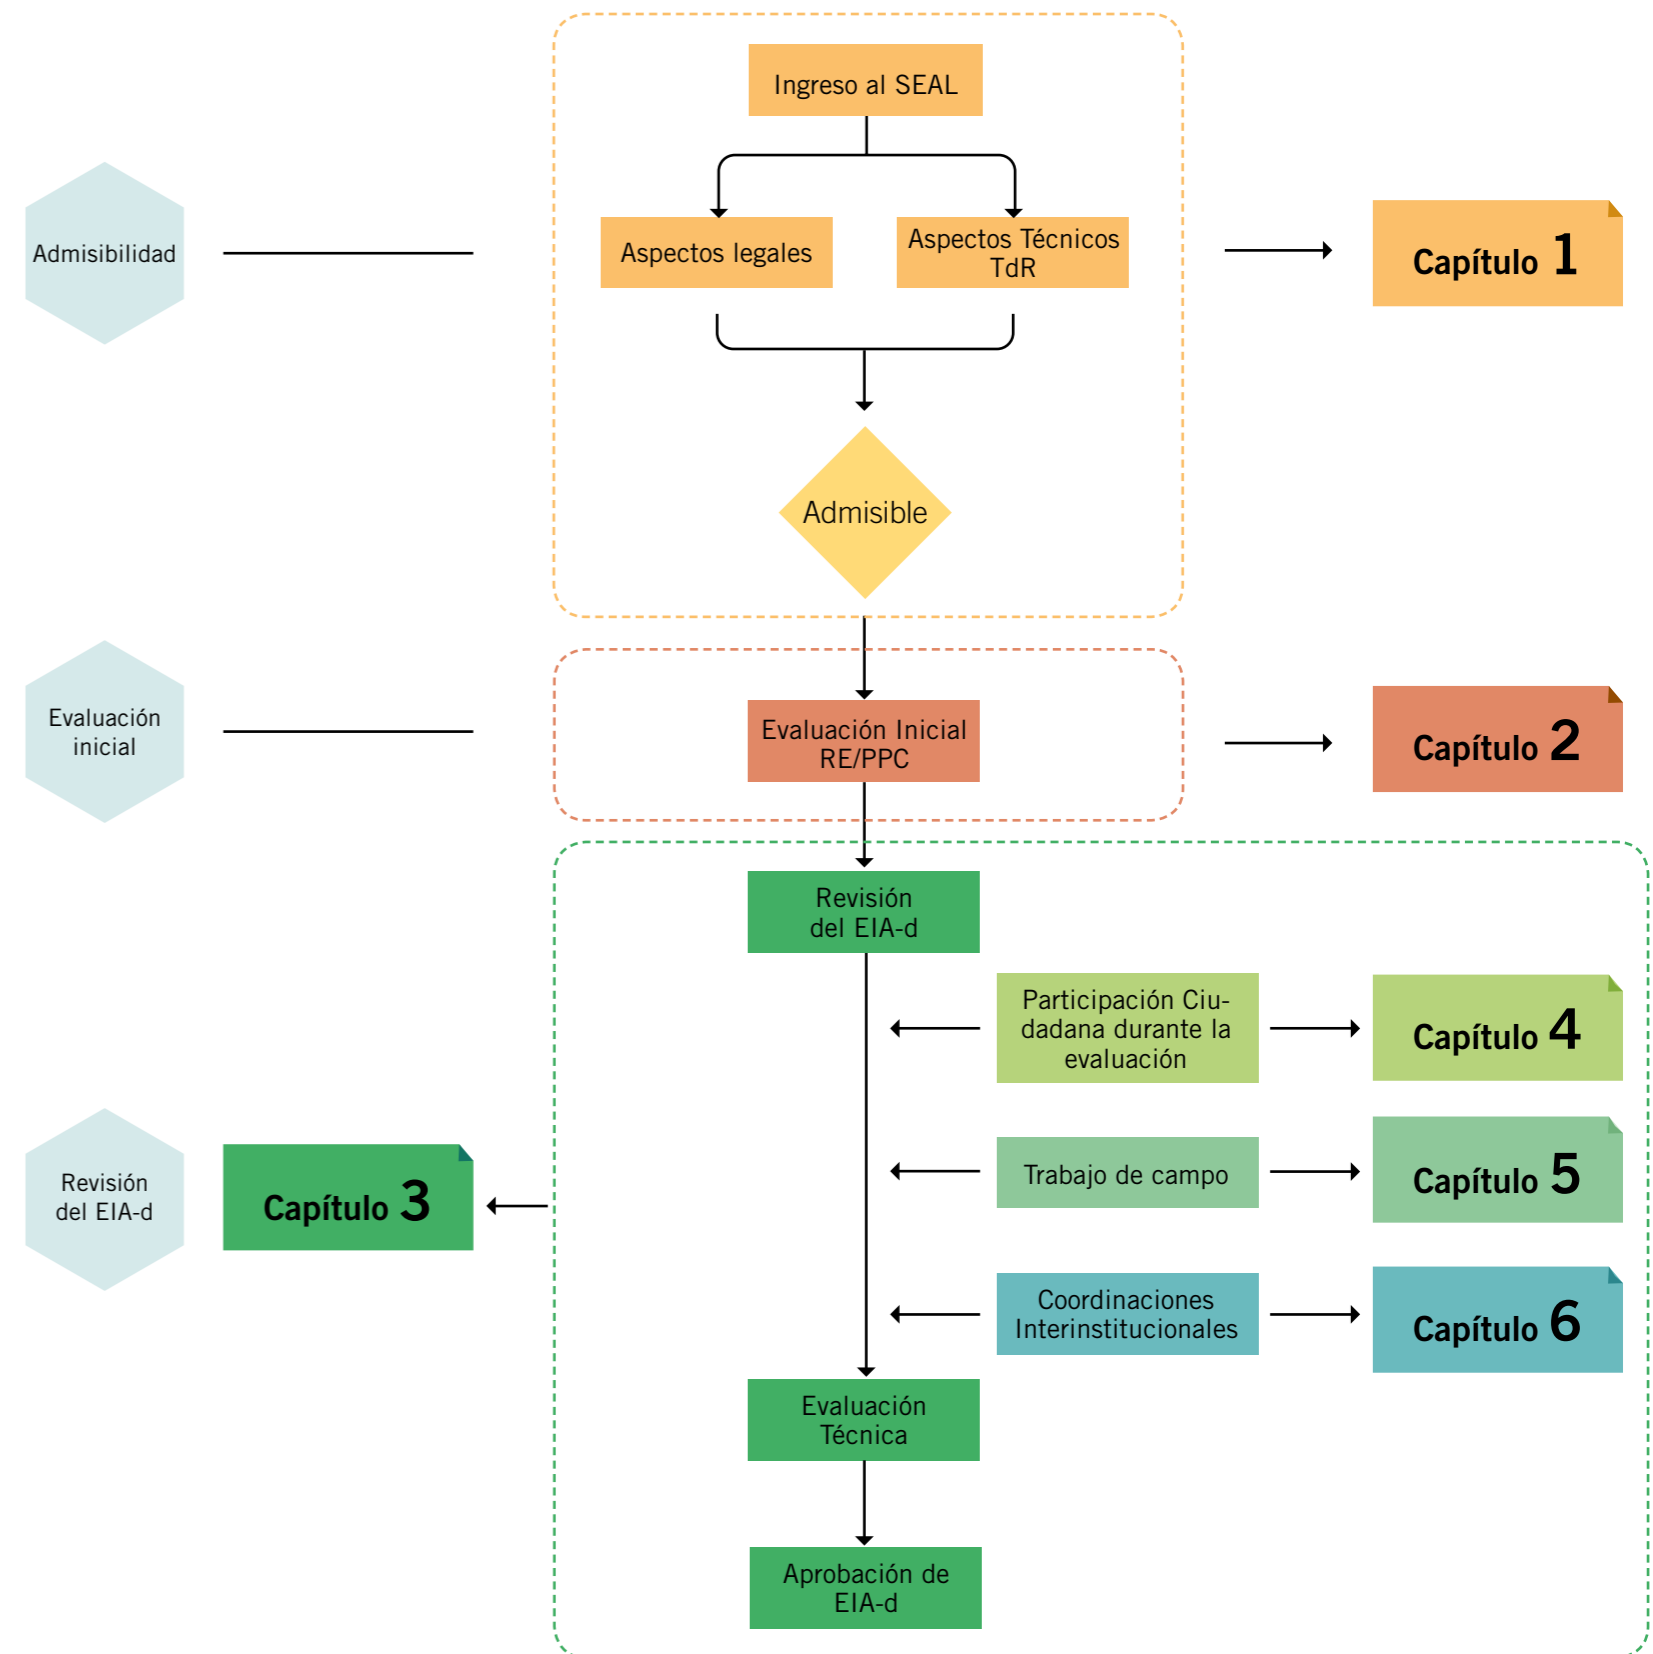 Ingreso al SEAL
Admisibilidad
Aspectos legales
Aspectos Técnicos
TdR
Capítulo 1
Admisible
Evaluación
inicial
Evaluación Inicial
RE/PPC
Capítulo 2
Revisión
del EIA-d
Participación Ciu-
dadana durante la
evaluación
Capítulo 4
Revisión
del EIA-d
Capítulo 3
Trabajo de campo
Capítulo 5
Coordinaciones
Interinstitucionales
Capítulo 6
Evaluación
Técnica
Aprobación de
EIA-d